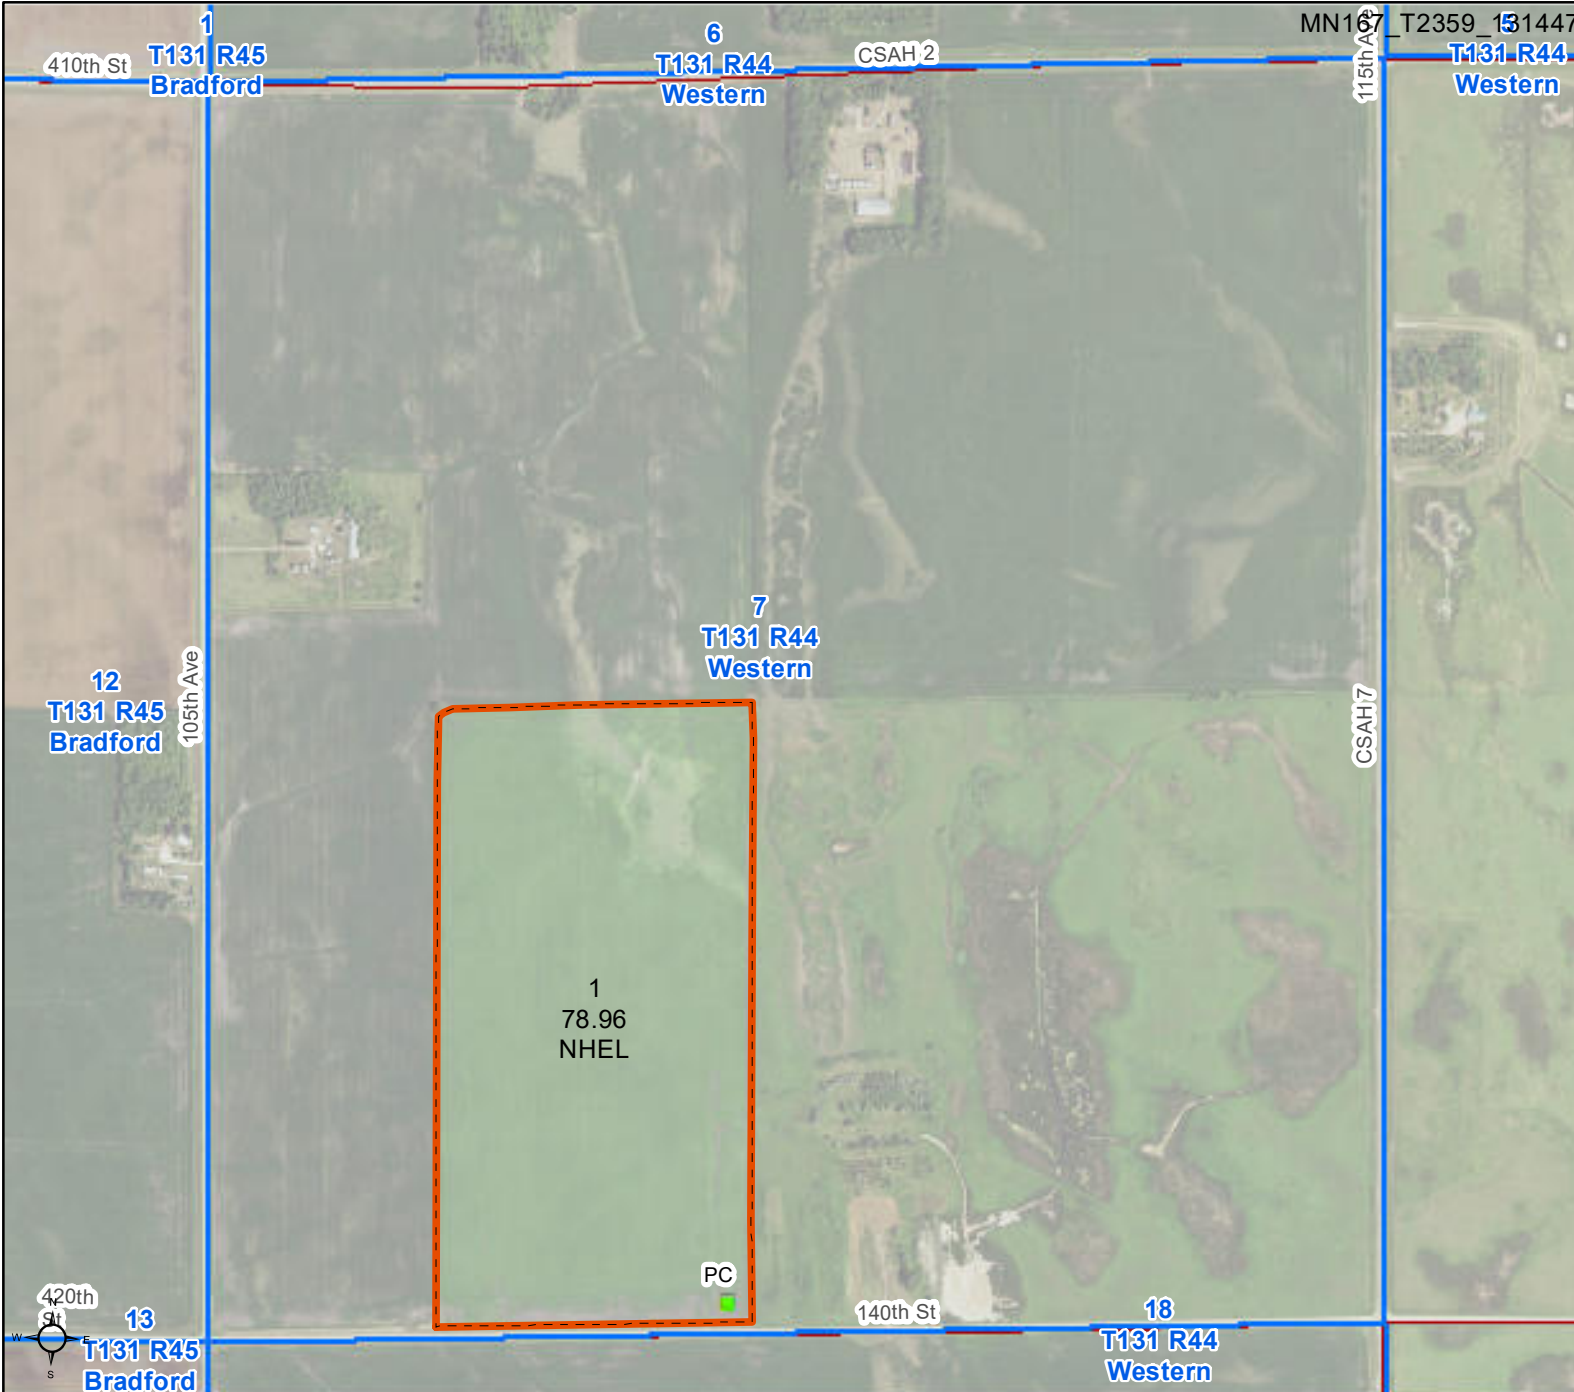 MN167_T2359_131447
1
T131 R45
Bradford
6
T131 R44
Western
5
T131 R44
Western
410th St
CSAH 2
115th Ave
7
T131 R44
Western
12
T131 R45
Bradford
105th Ave
CSAH 7
1
78.96
NHEL
PC
140th St
18
T131 R44
Western
420th
St
N
W
E
S
13
T131 R45
Bradford